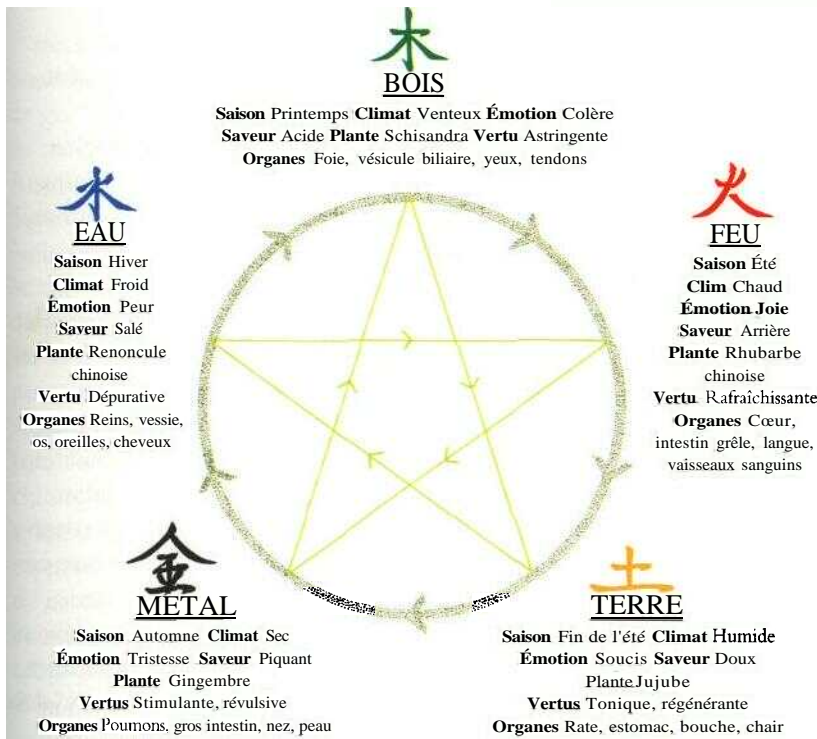 木
BOIS
Saison Printemps Climat Venteux Émotion Colère
Saveur Acide Plante Schisandra Vertu Astringente
Organes Foie, vésicule biliaire, yeux, tendons
水
EAU
Saison Hiver
Climat Froid
Émotion Peur
Saveur Salé
Plante Renoncule
chinoise
Vertu Dépurative
Organes Reins, vessie,
os, oreilles, cheveux
火
FEU
Saison Été
Clim Chaud
Émotion Joie
Saveur Arrière
Plante Rhubarbe
chinoise
Vertu Rafraîchissante
Organes Cœur,
intestin grêle, langue,
vaisseaux sanguins
金
METAL
Saison Automne Climat Sec
Émotion Tristesse Saveur Piquant
Plante Gingembre
Vertus Stimulante, révulsive
Organes Poumons, gros intestin, nez, peau
土
TERRE
Saison Fin de l'été Climat Humide
Émotion Soucis Saveur Doux
Plante Jujube
Vertus Tonique, régénérante
Organes Rate, estomac, bouche, chair